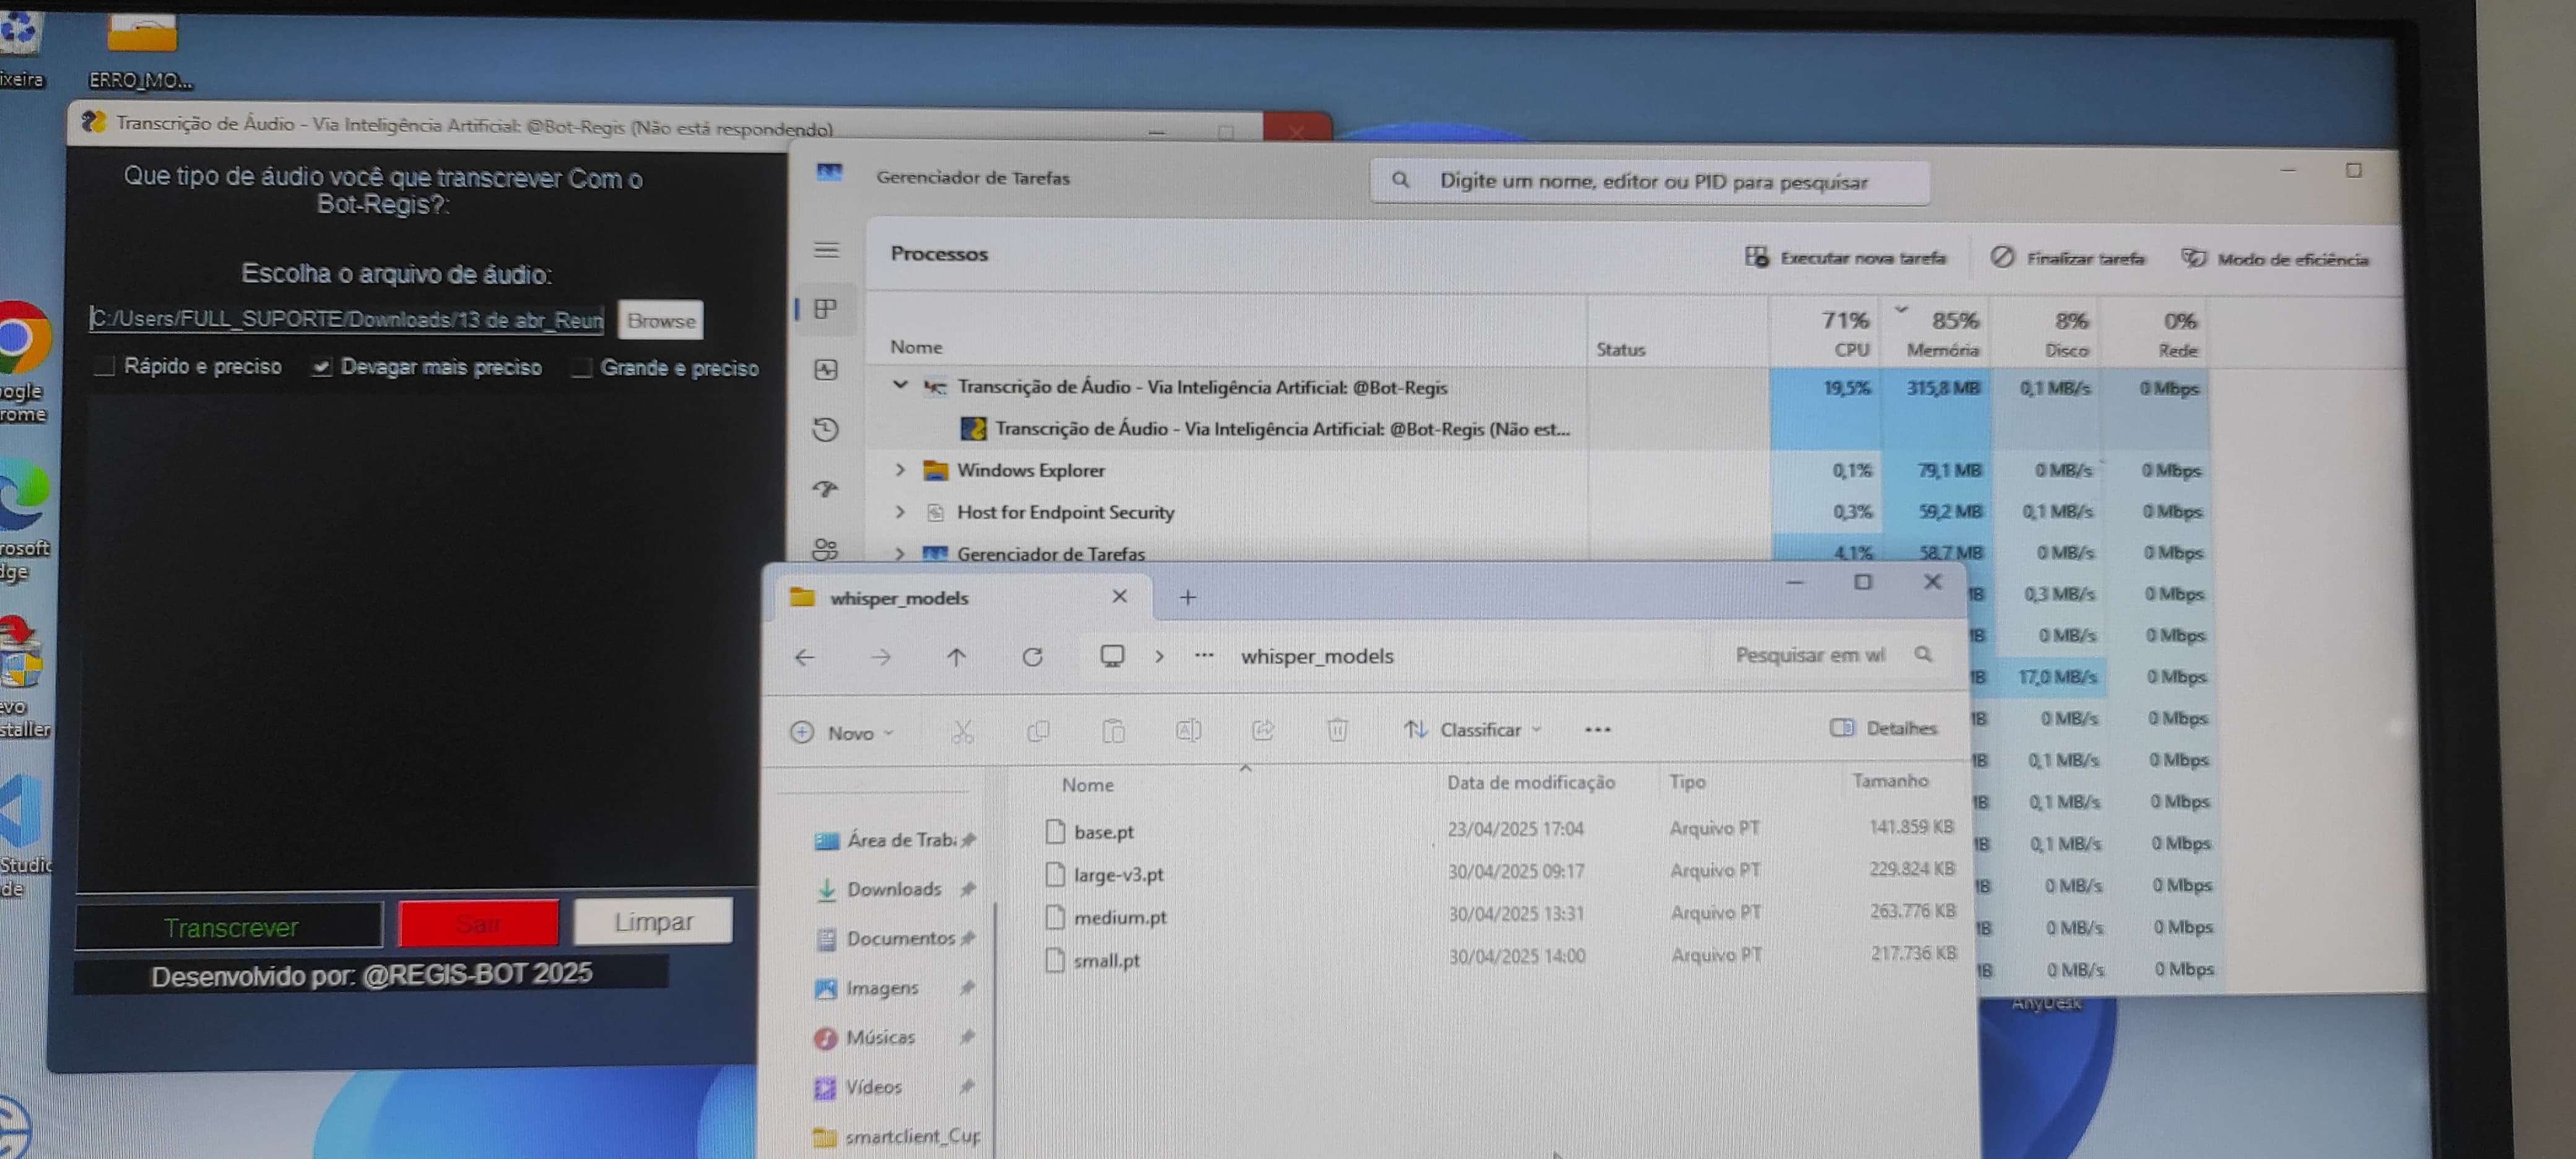 ixeira
ERRO_MO...
ogle
rome
rosoft
dge
evo
staller
Studio
de
Transcrição de Áudio - Via Inteligência Artificial: @Bot-Regis (Não está respondendo)
Que tipo de áudio você que transcrever Com o
Bot-Regis?:
Escolha o arquivo de áudio:
C:/Users/FULL_SUPORTE/Downloads/13 de abr_Reun
Browse
Rápido e preciso
Devagar mais preciso
Grande e preciso
Transcrever
Sair
Limpar
Desenvolvido por: @REGIS-BOT 2025
Gerenciador de Tarefas
Digite um nome, editor ou PID para pesquisar
Processos
Executar nova tarefa
Finalizar tarefa
Modo de eficiência
71% 85% 8% 0%
Nome Status CPU Memória Disco Rede
Transcrição de Áudio - Via Inteligência Artificial: @Bot-Regis 19,5% 315,8 MB 0,1 MB/s 0 Mbps
Transcrição de Áudio - Via Inteligência Artificial: @Bot-Regis (Não est...
Windows Explorer 0,1% 79,1 MB 0 MB/s 0 Mbps
Host for Endpoint Security 0,3% 59,2 MB 0,1 MB/s 0 Mbps
Gerenciador de Tarefas 4,1% 58,7 MB 0 MB/s 0 Mbps
IB 0,3 MB/s 0 Mbps
IB 0 MB/s 0 Mbps
IB 17,0 MB/s 0 Mbps
IB 0 MB/s 0 Mbps
IB 0,1 MB/s 0 Mbps
IB 0,1 MB/s 0 Mbps
IB 0,1 MB/s 0 Mbps
IB 0 MB/s 0 Mbps
IB 0 MB/s 0 Mbps
IB 0 MB/s 0 Mbps
whisper_models
whisper_models
Pesquisar em wl
Novo
Classificar
Detalhes
Nome Data de modificação Tipo Tamanho
base.pt 23/04/2025 17:04 Arquivo PT 141.859 KB
large-v3.pt 30/04/2025 09:17 Arquivo PT 229.824 KB
medium.pt 30/04/2025 13:31 Arquivo PT 263.776 KB
small.pt 30/04/2025 14:00 Arquivo PT 217.736 KB
Área de Trab
Downloads
Documentos
Imagens
Músicas
Vídeos
smartclient_Cup
AnyDesk